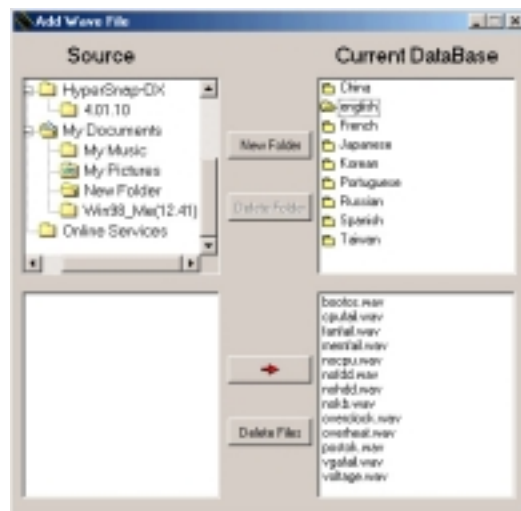 Add Wave File
Source
Current DataBase
HyperSnap-DX
4.01.10
My Documents
My Music
My Pictures
New Folder
Win98_Me(12.41)
Online Services
New Folder
Delete Folder
China
english
French
Japanese
Korean
Portuguese
Russian
Spanish
Taiwan
Delete Files
bootos.wav
cpufail.wav
fanfail.wav
memfail.wav
nocpu.wav
nofdd.wav
nohdd.wav
nokb.wav
overclock.wav
overheat.wav
postok.wav
vgafail.wav
voltage.wav